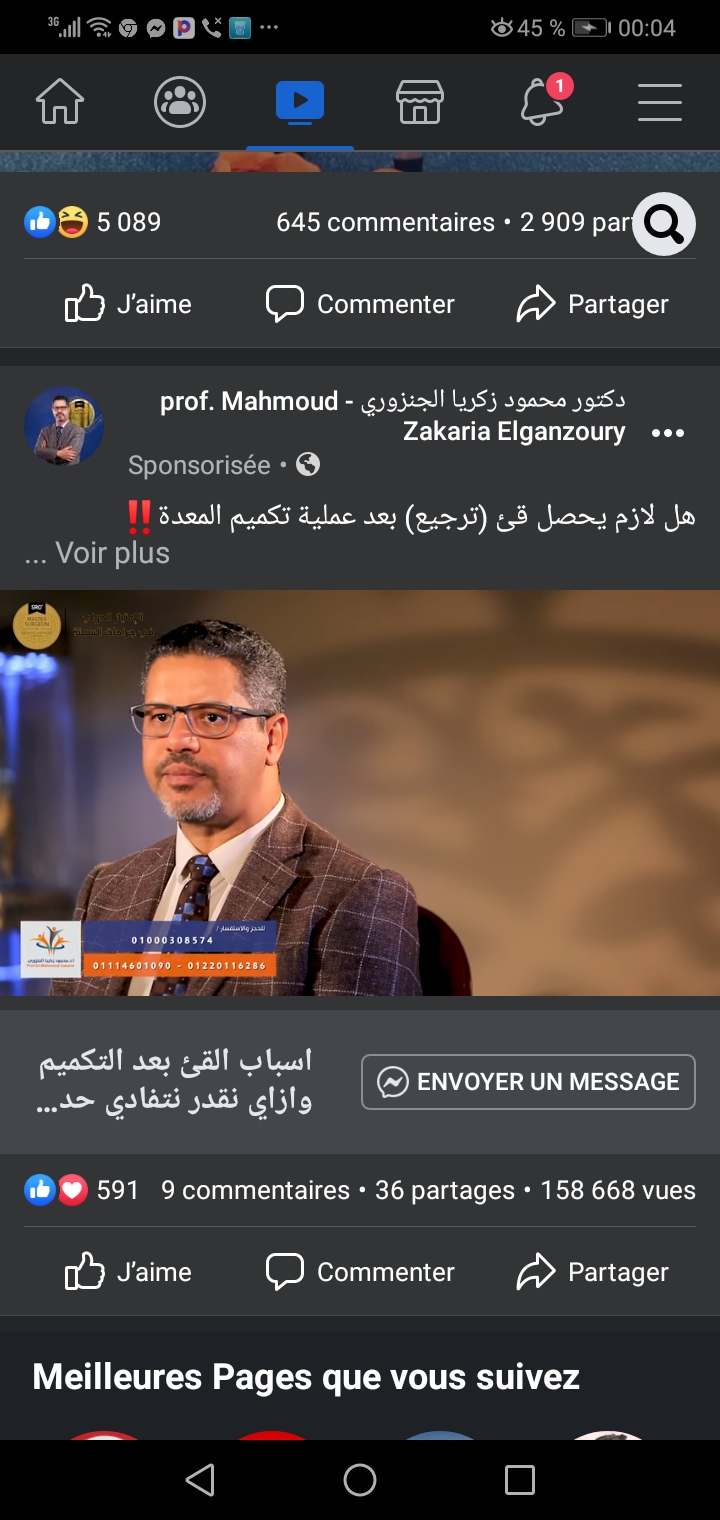 3G
45 % 00:04
1
5 089 645 commentaires • 2 909 par
J'aime Commenter Partager
دكتور محمود زكريا الجنزوري - prof. Mahmoud
Zakaria Elganzoury
Sponsorisée •
هل لازم يحصل قئ (ترجيع) بعد عملية تكميم المعدة‼️
... Voir plus
SRC
MASTER
SURGEON
للحجز والاستفسار /
01000308574
01114601090 - 01220116286
اسباب القئ بعد التكميم
وازاي نقدر نتفادي حد...
ENVOYER UN MESSAGE
591 9 commentaires • 36 partages • 158 668 vues
J'aime Commenter Partager
Meilleures Pages que vous suivez